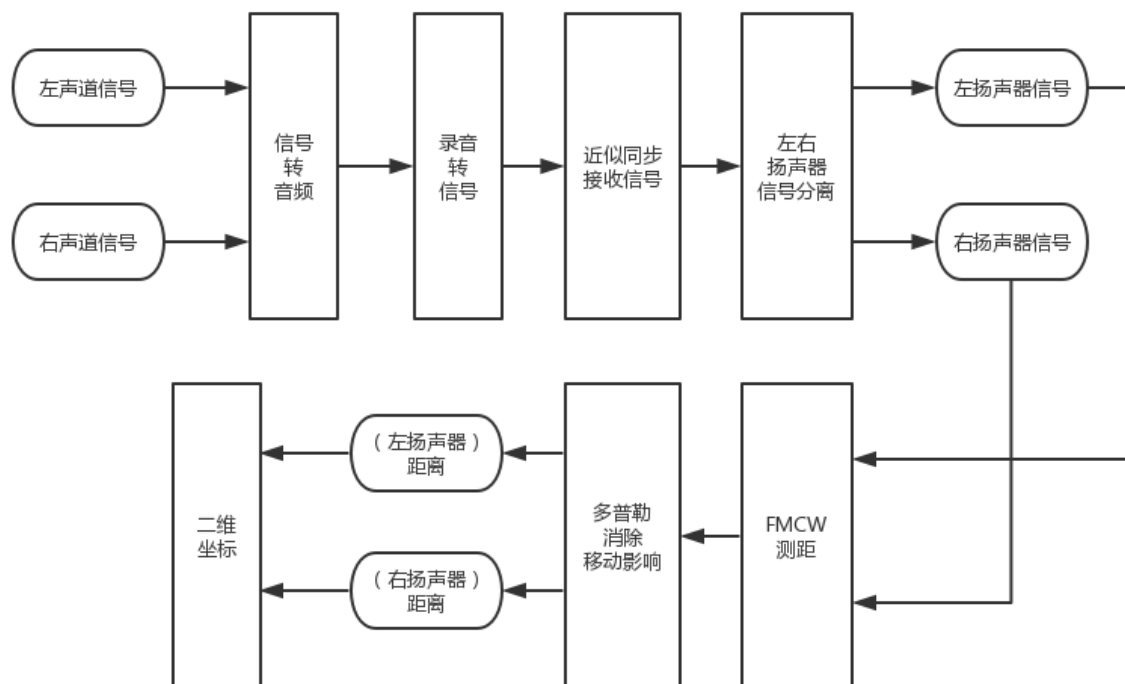 左声道信号
右声道信号
信号
转
音频
录音
转
信号
近似同步
接收信号
左右
扬声器
信号分离
左扬声器信号
右扬声器信号
二维
坐标
（左扬声器）
距离
（右扬声器）
距离
多普勒
消除
移动影响
FMCW
测距